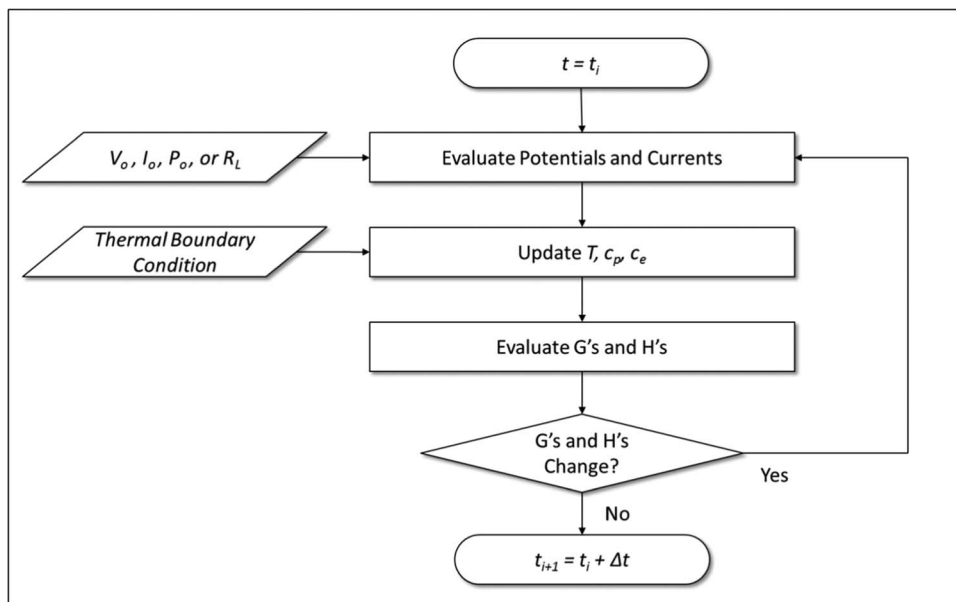 t = tᵢ
Vₒ, Iₒ, Pₒ, or R_L
Evaluate Potentials and Currents
Thermal Boundary
Condition
Update T, cₚ, cₑ
Evaluate G’s and H’s
G’s and H’s
Change?
Yes
No
tᵢ₊₁ = tᵢ + Δt